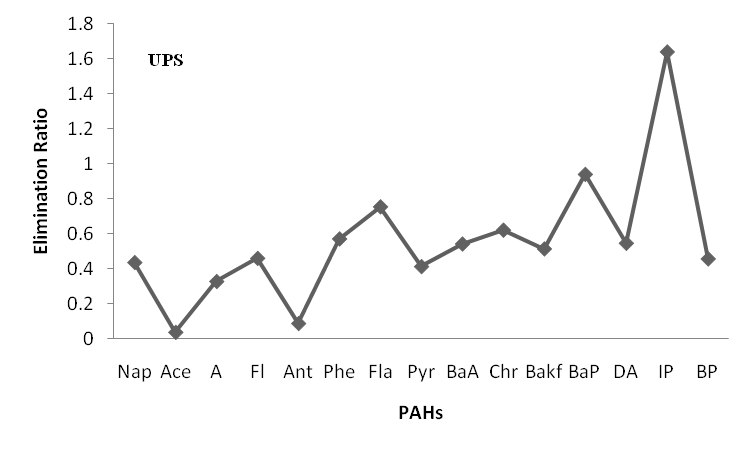 UPS
Elimination Ratio
1.8
1.6
1.4
1.2
1
0.8
0.6
0.4
0.2
0
Nap Ace A Fl Ant Phe Fla Pyr BaA Chr Bakf BaP DA IP BP
PAHs